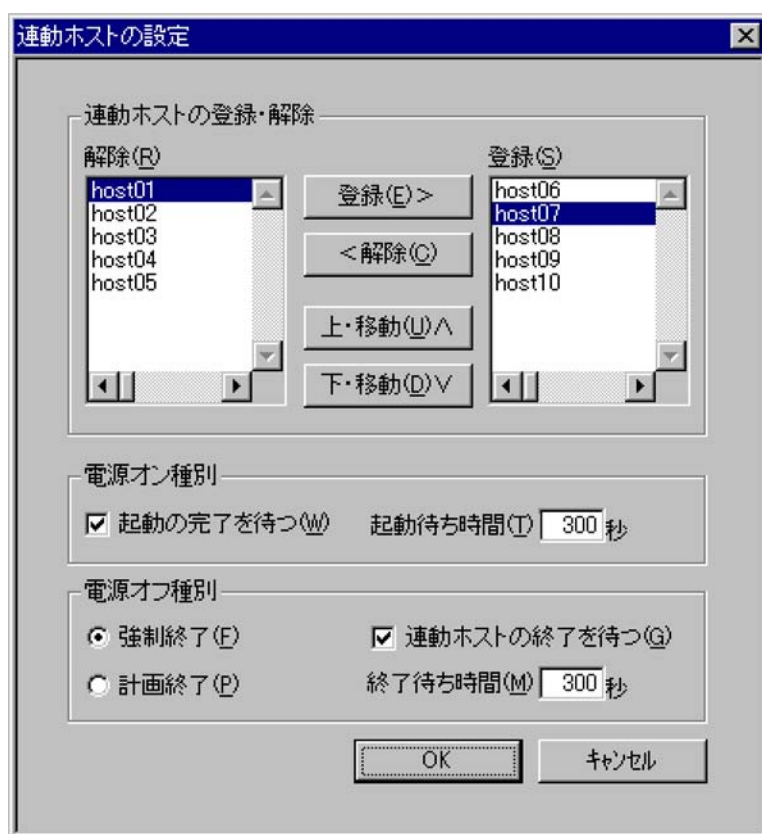 連動ホストの設定
連動ホストの登録・解除
解除(R)
host01
host02
host03
host04
host05
登録(E)>
<解除(C)
上・移動(U)∧
下・移動(D)∨
登録(S)
host06
host07
host08
host09
host10
電源オン種別
起動の完了を待つ(W) 起動待ち時間(T) 300 秒
電源オフ種別
強制終了(F) 連動ホストの終了を待つ(G)
計画終了(P) 終了待ち時間(M) 300 秒
OK キャンセル